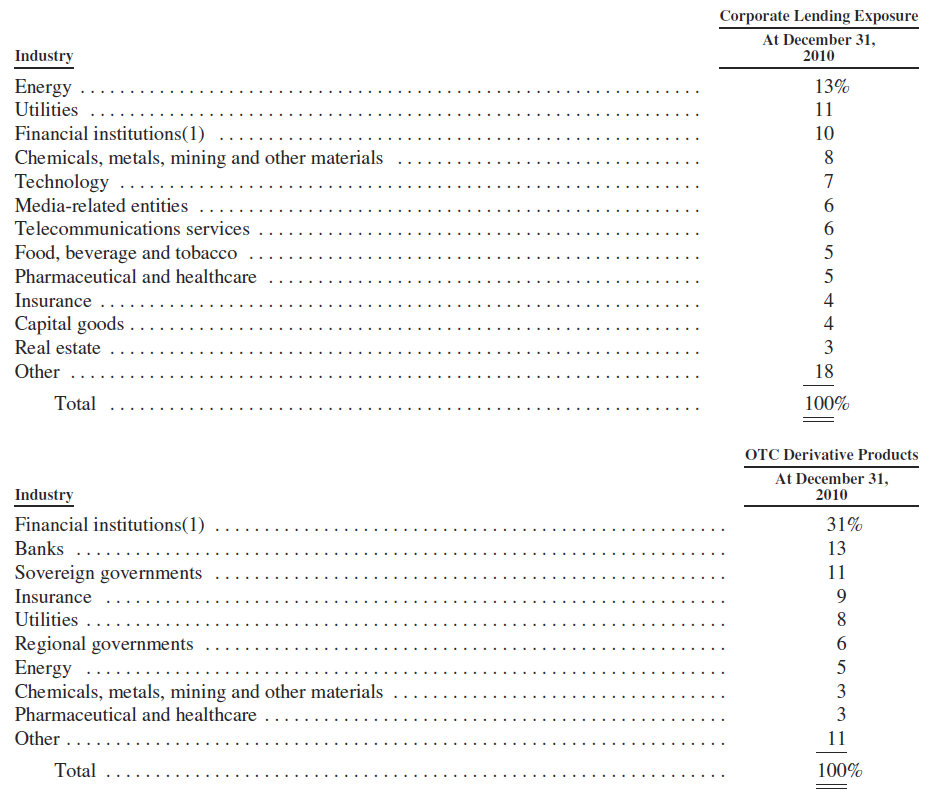 Corporate Lending Exposure
At December 31,
Industry 2010
Energy 13%
Utilities 11
Financial institutions(1) 10
Chemicals, metals, mining and other materials 8
Technology 7
Media-related entities 6
Telecommunications services 6
Food, beverage and tobacco 5
Pharmaceutical and healthcare 5
Insurance 4
Capital goods 4
Real estate 3
Other 18
Total 100%
OTC Derivative Products
At December 31,
Industry 2010
Financial institutions(1) 31%
Banks 13
Sovereign governments 11
Insurance 9
Utilities 8
Regional governments 6
Energy 5
Chemicals, metals, mining and other materials 3
Pharmaceutical and healthcare 3
Other 11
Total 100%